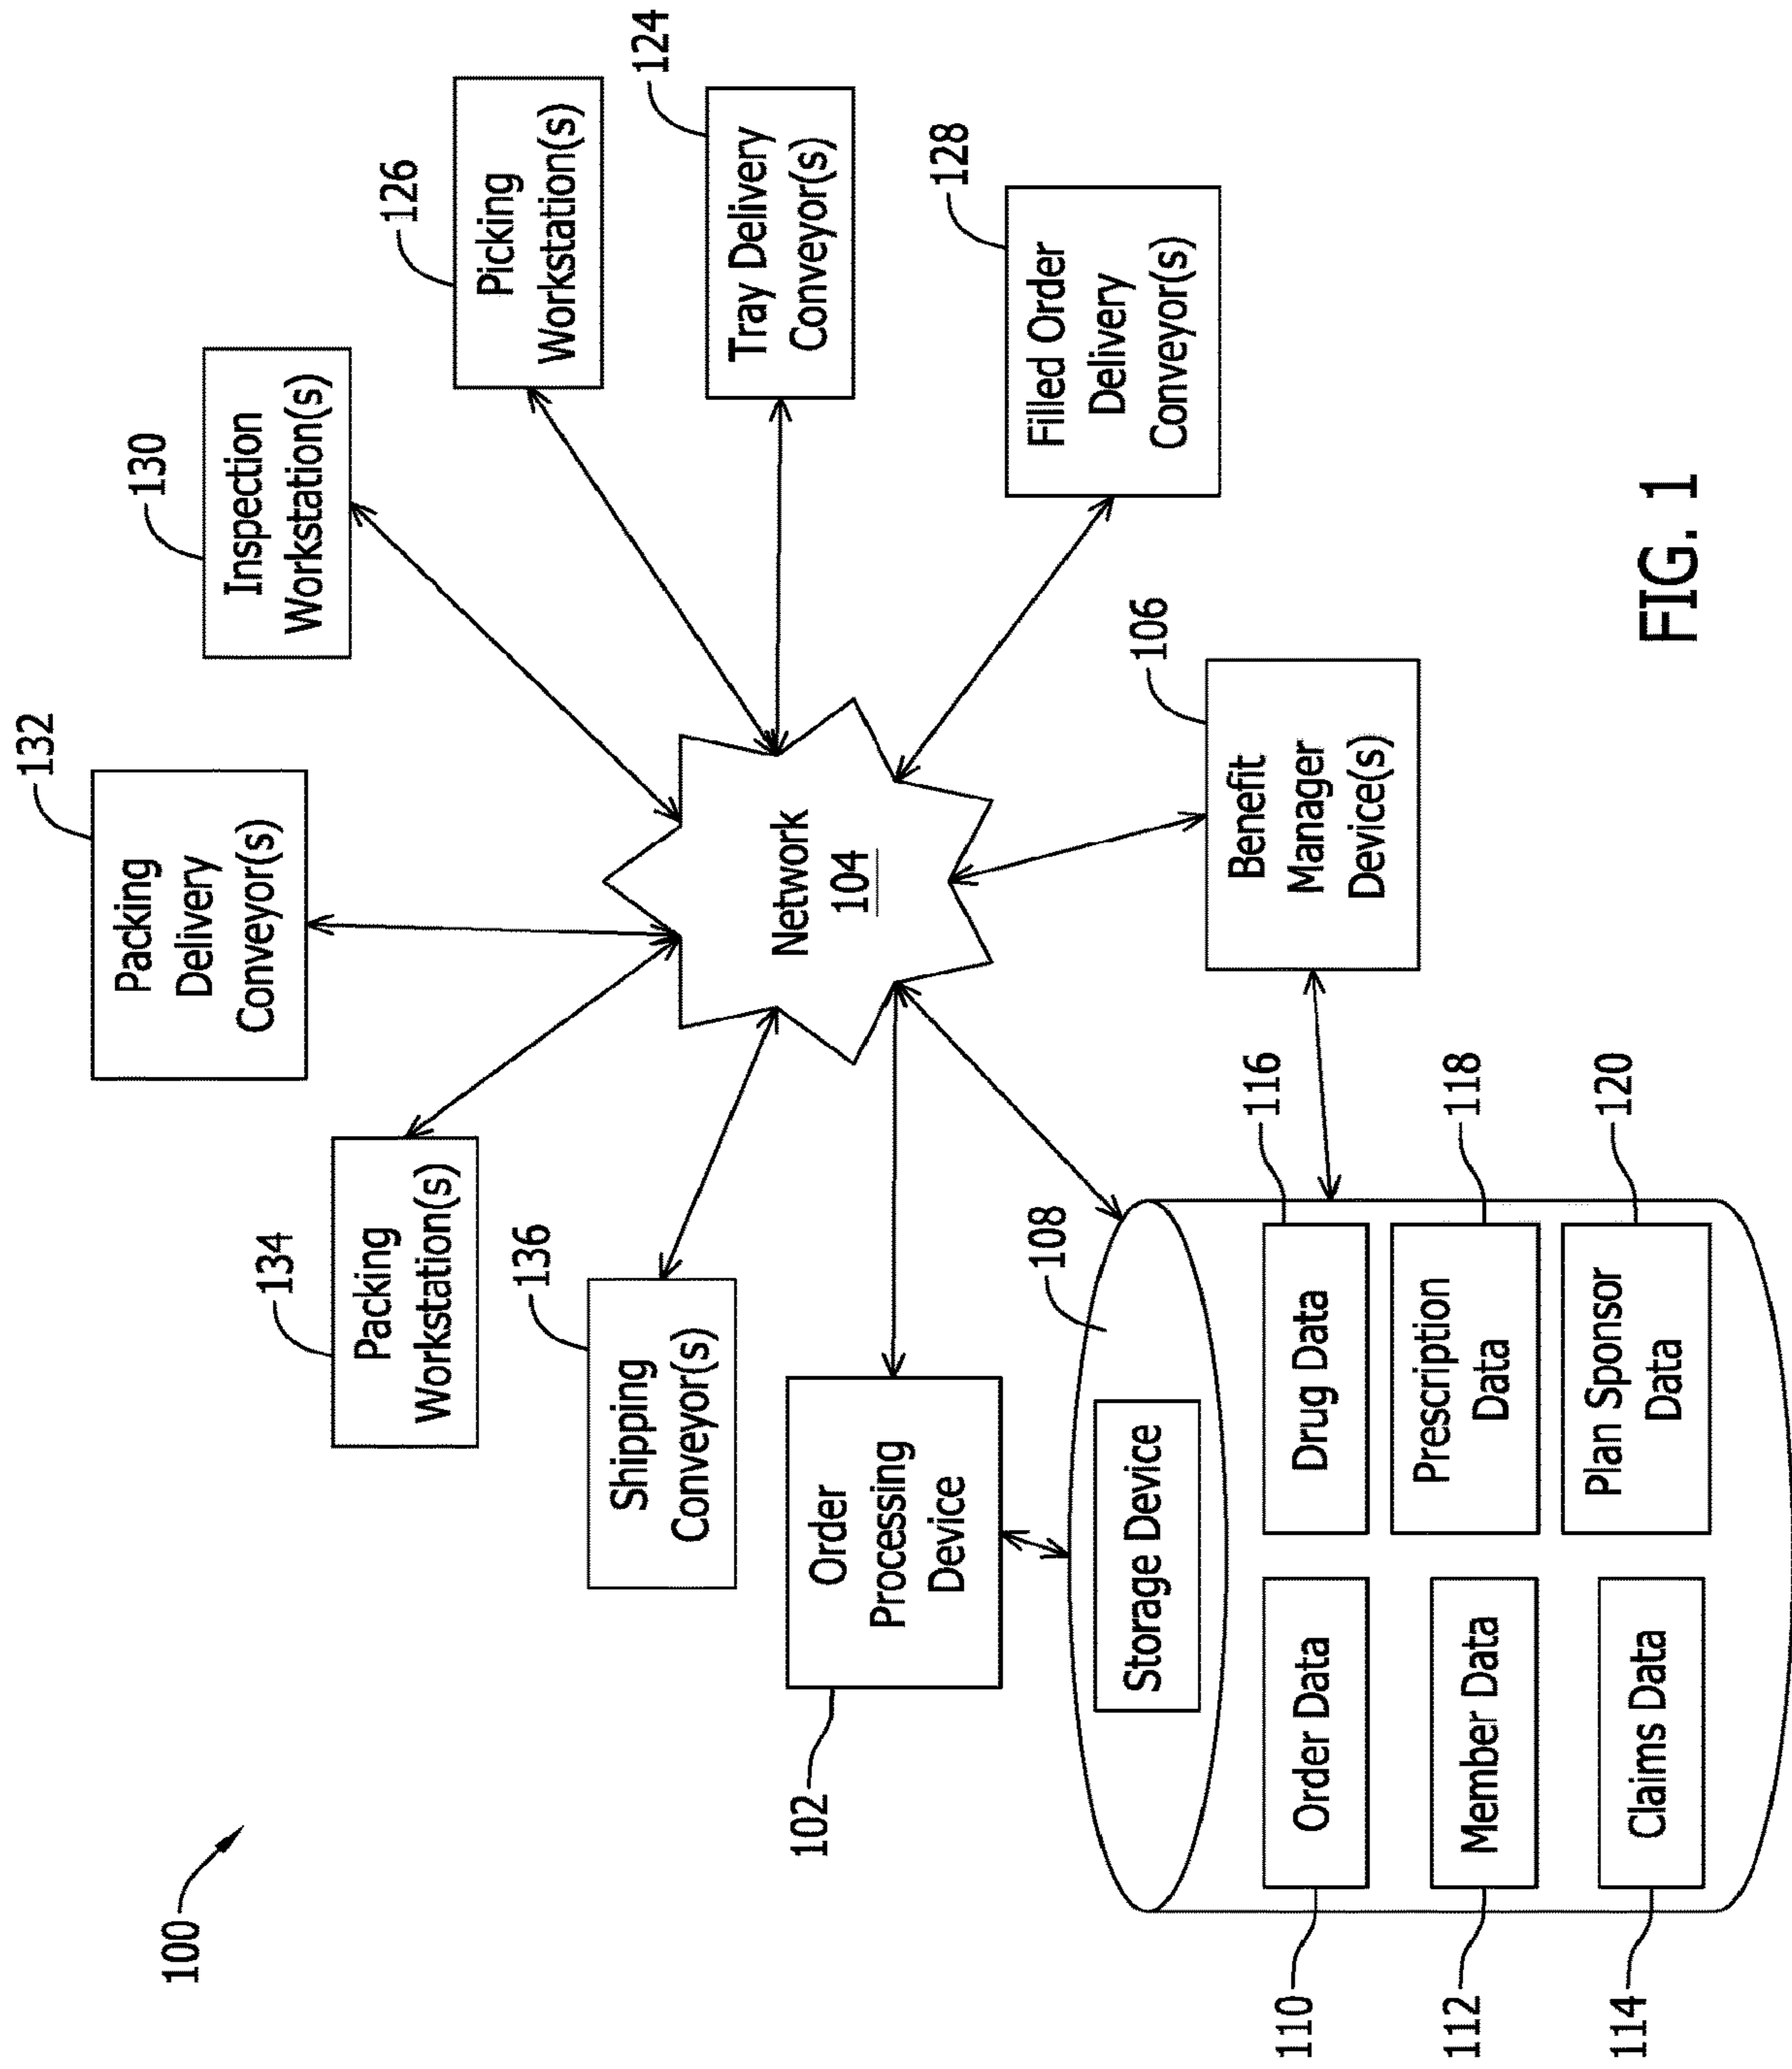 100
132
Packing
Delivery
Conveyor(s)
130
Inspection
Workstation(s)
134
Packing
Workstation(s)
126
Picking
Workstation(s)
136
Shipping
Conveyor(s)
124
Tray Delivery
Conveyor(s)
Network
104
102
Order
Processing
Device
128
Filled Order
Delivery
Conveyor(s)
108
Storage Device
106
Benefit
Manager
Device(s)
110
Order Data
Drug Data
116
112
Member Data
Prescription
Data
118
114
Claims Data
Plan Sponsor
Data
120
FIG. 1